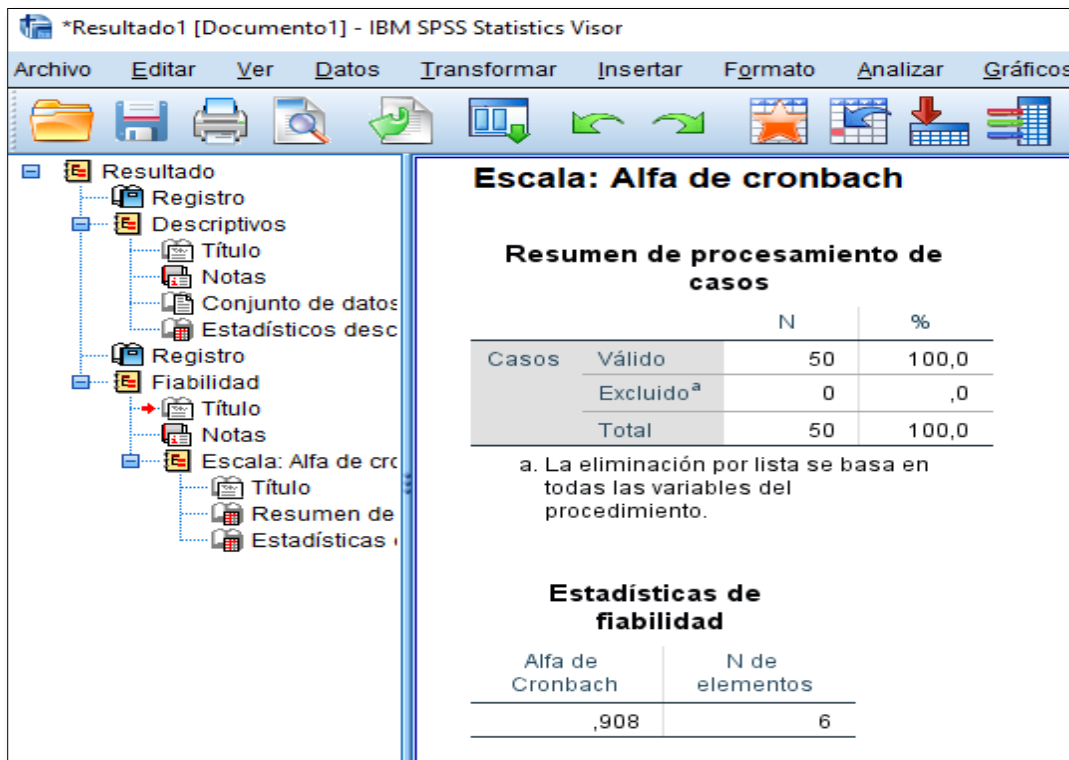 *Resultado1 [Documento1] - IBM SPSS Statistics Visor
Archivo Editar Ver Datos Transformar Insertar Formato Analizar Gráficos
Resultado
Registro
Descriptivos
Título
Notas
Conjunto de datos
Estadísticos desc
Registro
Fiabilidad
Título
Notas
Escala: Alfa de crc
Título
Resumen de
Estadísticas
Escala: Alfa de cronbach
Resumen de procesamiento de
casos
N %
Casos Válido 50 100,0
Excluido a 0 ,0
Total 50 100,0
a. La eliminación por lista se basa en
todas las variables del
procedimiento.
Estadísticas de
fiabilidad
Alfa de N de
Cronbach elementos
,908 6